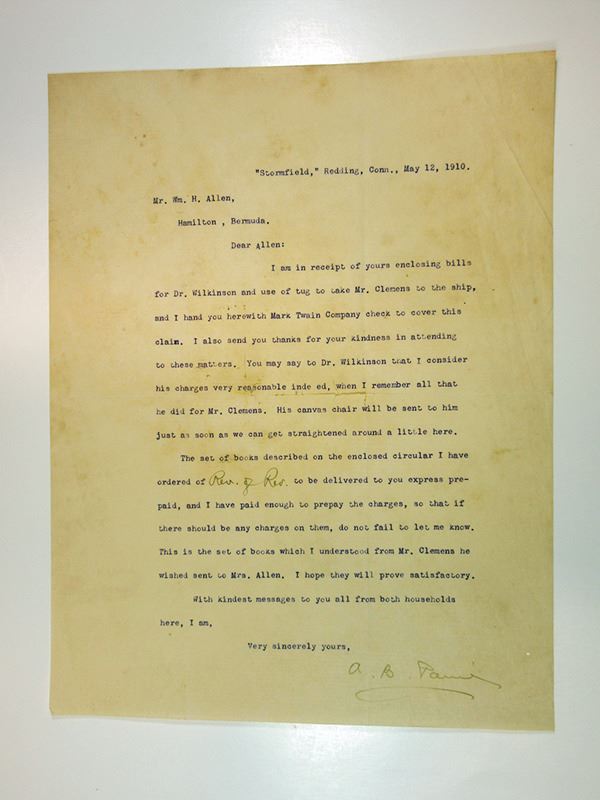 "Stormfield," Redding, Conn., May 12, 1910.
Mr. Wm. H. Allen,
Hamilton , Bermuda.
Dear Allen:
I am in receipt of yours enclosing bills
for Dr. Wilkinson and use of tug to take Mr. Clemens to the ship,
and I hand you herewith Mark Twain Company check to cover this
claim. I also send you thanks for your kindness in attending
to these matters. You may say to Dr. Wilkinson that I consider
his charges very reasonable inde ed, when I remember all that
he did for Mr. Clemens. His canvas chair will be sent to him
just as soon as we can get straightened around a little here.
The set of books described on the enclosed circular I have
ordered of Rev. of Rev. to be delivered to you express pre-
paid, and I have paid enough to prepay the charges, so that if
there should be any charges on them, do not fail to let me know.
This is the set of books which I understood from Mr. Clemens he
wished sent to Mrs. Allen. I hope they will prove satisfactory.
With kindest messages to you all from both households
here, I am,
Very sincerely yours,
A. B. Paine